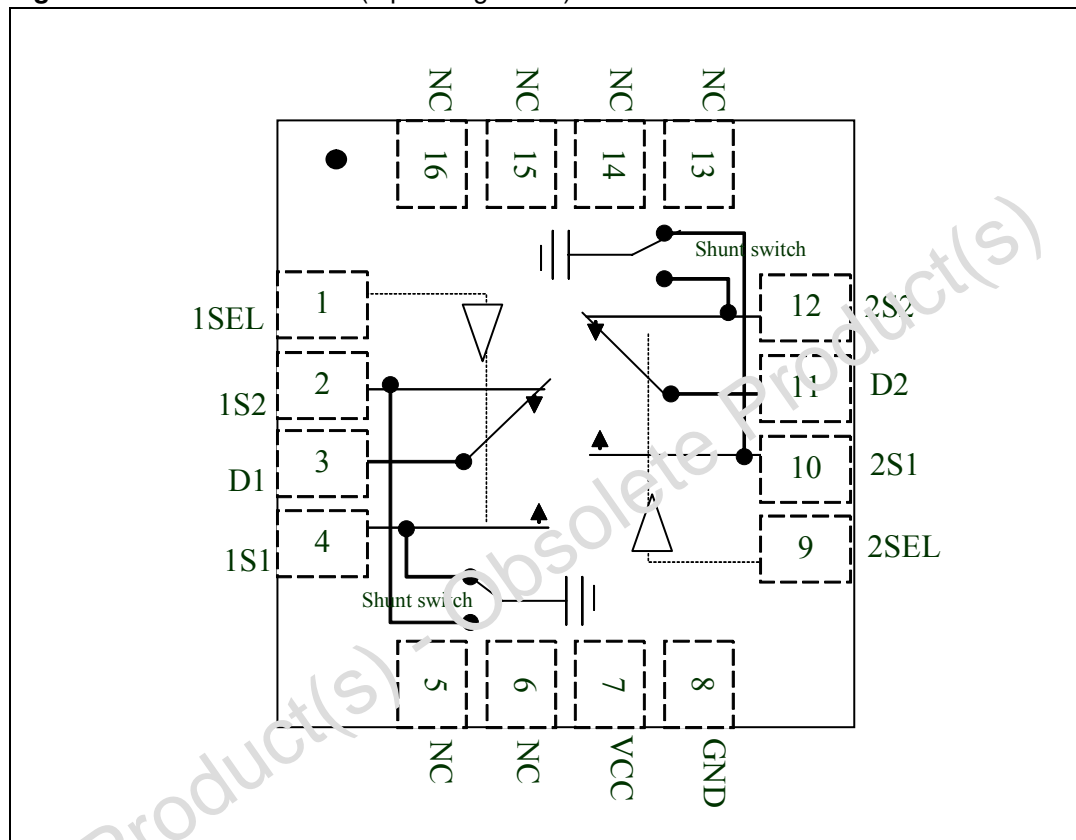 NC NC NC NC
16 15 14 13
Shunt switch
1 12
1SEL 2S2
2 11
1S2 D2
3 10
D1 2S1
4 9
1S1 2SEL
Shunt switch
5 6 7 8
NC NC VCC GND
Product(s) - Obsolete Product(s)